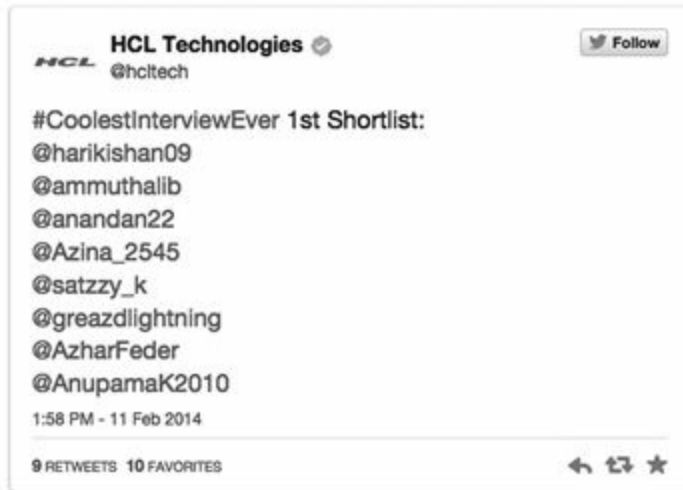 HCL
HCL Technologies
@hcltech
Follow
#CoolestInterviewEver 1st Shortlist:
@harikishan09
@ammuthalib
@anandan22
@Azina_2545
@satzzy_k
@greazdlightning
@AzharFeder
@AnupamaK2010
1:58 PM - 11 Feb 2014
9 RETWEETS 10 FAVORITES